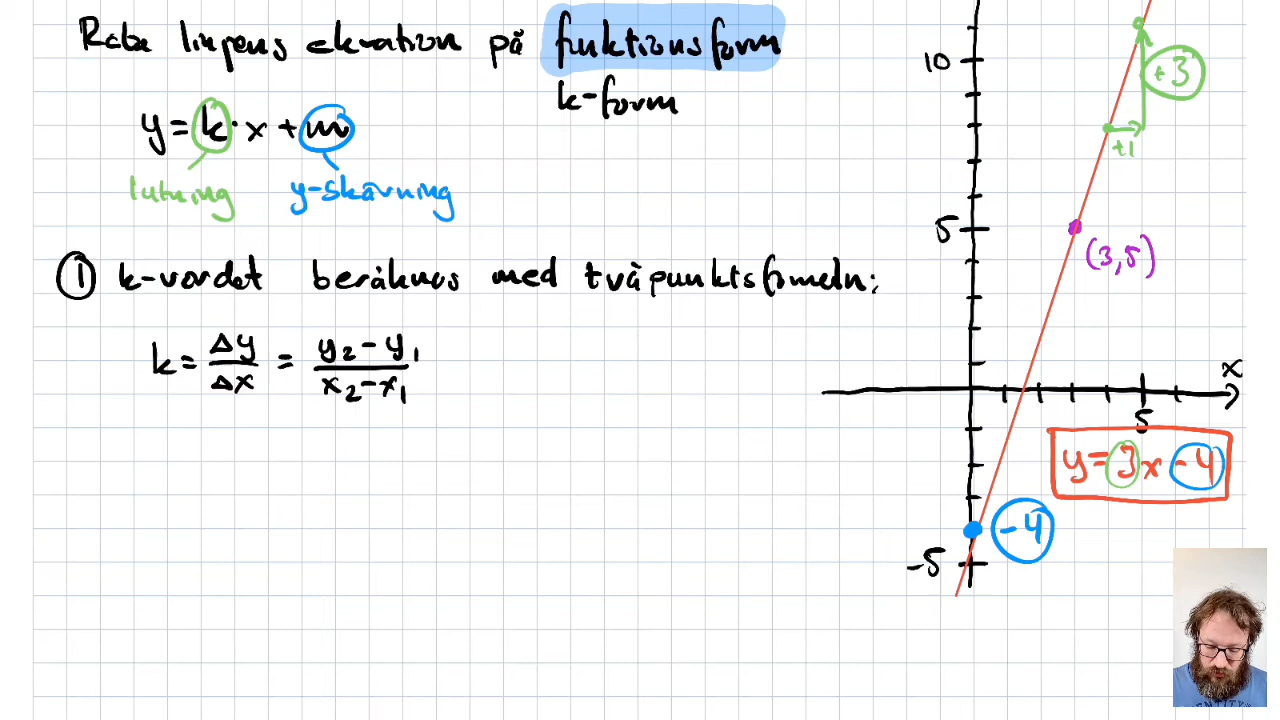 Räta linjens ekvation på funktionsform
k-form
y = k · x + m
lutning
y-skärning
① k-värdet beräknas med tvåpunktsformeln:
k = Δy/Δx = (y₂ - y₁)/(x₂ - x₁)
10
+3
+1
5
(3,5)
x
5
y = 3x - 4
-4
-5